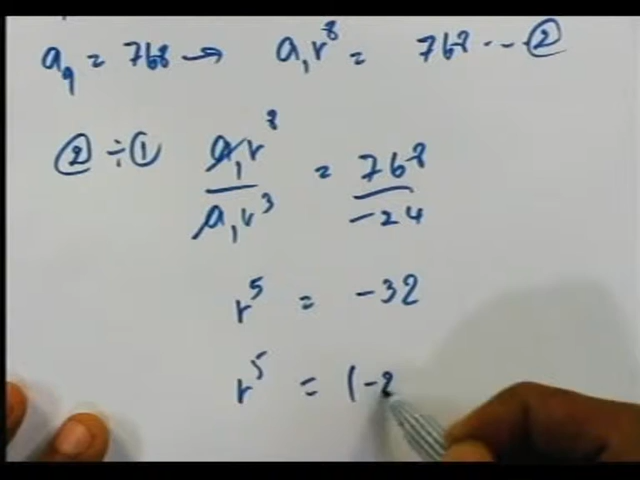 a₉ = 768 → a₁r⁸ = 768 -- ②
② ÷ ① a₁r⁸ / a₁r³ = 768 / -24
r⁵ = -32
r⁵ = (-2